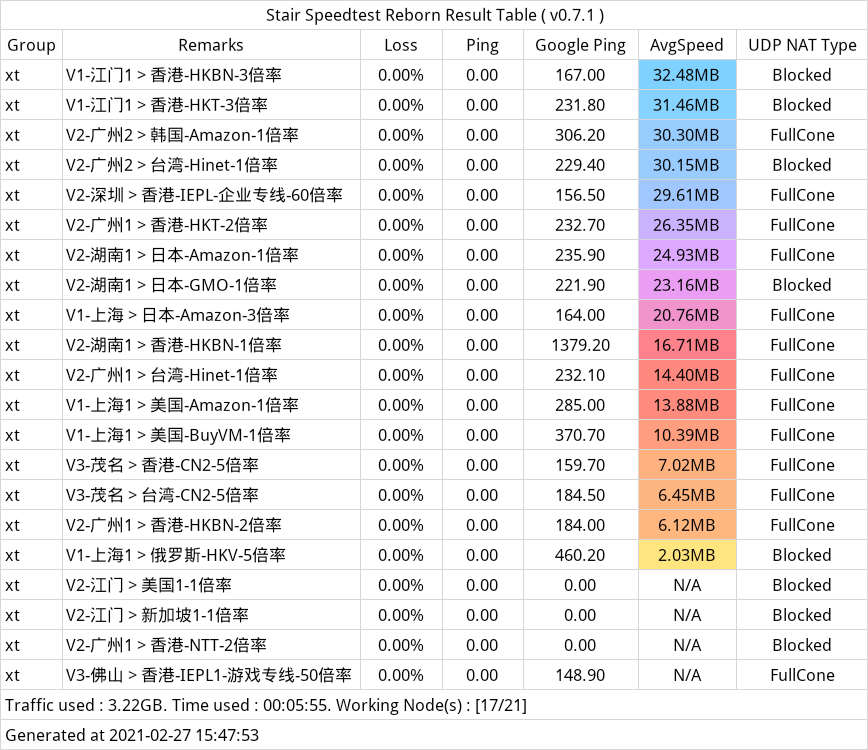 Stair Speedtest Reborn Result Table ( v0.7.1 )
Group Remarks Loss Ping Google Ping AvgSpeed UDP NAT Type
xt V1-江门1 > 香港-HKBN-3倍率 0.00% 0.00 167.00 32.48MB Blocked
xt V1-江门1 > 香港-HKT-3倍率 0.00% 0.00 231.80 31.46MB Blocked
xt V2-广州2 > 韩国-Amazon-1倍率 0.00% 0.00 306.20 30.30MB FullCone
xt V2-广州2 > 台湾-Hinet-1倍率 0.00% 0.00 229.40 30.15MB Blocked
xt V2-深圳 > 香港-IEPL-企业专线-60倍率 0.00% 0.00 156.50 29.61MB FullCone
xt V2-广州1 > 香港-HKT-2倍率 0.00% 0.00 232.70 26.35MB FullCone
xt V2-湖南1 > 日本-Amazon-1倍率 0.00% 0.00 235.90 24.93MB FullCone
xt V2-湖南1 > 日本-GMO-1倍率 0.00% 0.00 221.90 23.16MB Blocked
xt V1-上海 > 日本-Amazon-3倍率 0.00% 0.00 164.00 20.76MB FullCone
xt V2-湖南1 > 香港-HKBN-1倍率 0.00% 0.00 1379.20 16.71MB FullCone
xt V2-广州1 > 台湾-Hinet-1倍率 0.00% 0.00 232.10 14.40MB FullCone
xt V1-上海1 > 美国-Amazon-1倍率 0.00% 0.00 285.00 13.88MB FullCone
xt V1-上海1 > 美国-BuyVM-1倍率 0.00% 0.00 370.70 10.39MB FullCone
xt V3-茂名 > 香港-CN2-5倍率 0.00% 0.00 159.70 7.02MB FullCone
xt V3-茂名 > 台湾-CN2-5倍率 0.00% 0.00 184.50 6.45MB FullCone
xt V2-广州1 > 香港-HKBN-2倍率 0.00% 0.00 184.00 6.12MB FullCone
xt V1-上海1 > 俄罗斯-HKV-5倍率 0.00% 0.00 460.20 2.03MB Blocked
xt V2-江门 > 美国1-1倍率 0.00% 0.00 0.00 N/A Blocked
xt V2-江门 > 新加坡1-1倍率 0.00% 0.00 0.00 N/A Blocked
xt V2-广州1 > 香港-NTT-2倍率 0.00% 0.00 0.00 N/A Blocked
xt V3-佛山 > 香港-IEPL1-游戏专线-50倍率 0.00% 0.00 148.90 N/A FullCone
Traffic used : 3.22GB. Time used : 00:05:55. Working Node(s) : [17/21]
Generated at 2021-02-27 15:47:53